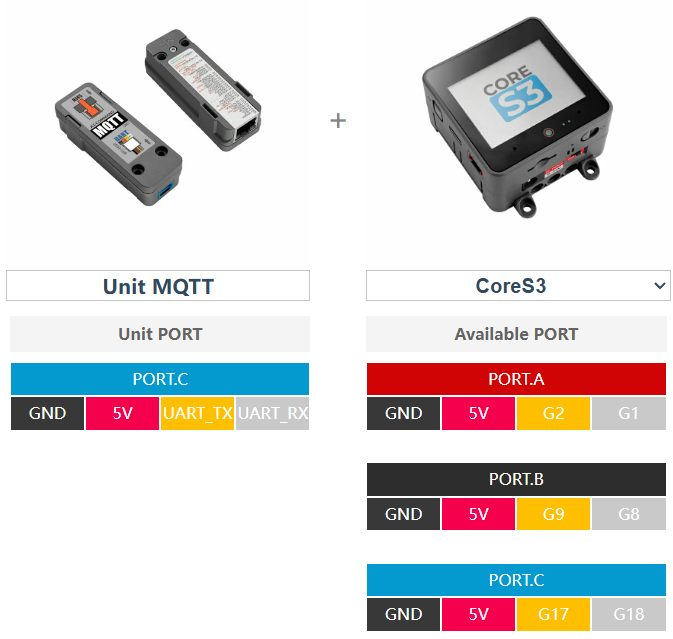 MQTT
UART
CORE
S3
+
Unit MQTT
CoreS3
Unit PORT
Available PORT
PORT.C
GND 5V UART_TX UART_RX
PORT.A
GND 5V G2 G1
PORT.B
GND 5V G9 G8
PORT.C
GND 5V G17 G18